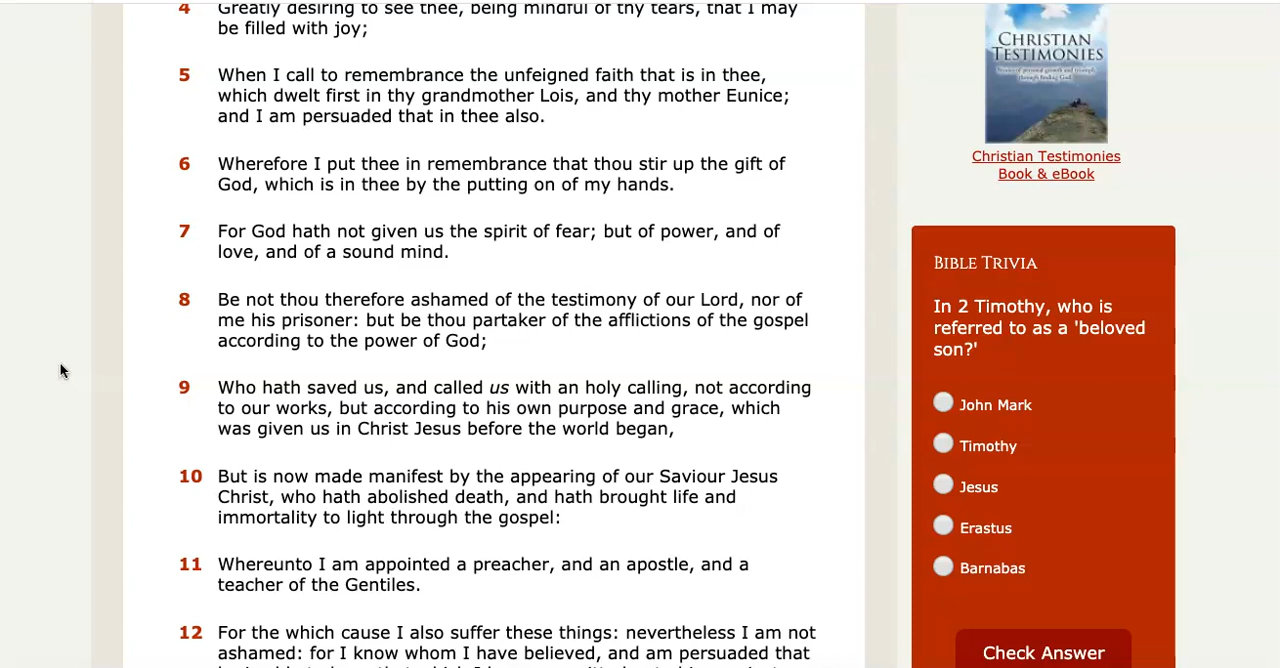 4 Greatly desiring to see thee, being mindful of thy tears, that I may
be filled with joy;
5 When I call to remembrance the unfeigned faith that is in thee,
which dwelt first in thy grandmother Lois, and thy mother Eunice;
and I am persuaded that in thee also.
6 Wherefore I put thee in remembrance that thou stir up the gift of
God, which is in thee by the putting on of my hands.
7 For God hath not given us the spirit of fear; but of power, and of
love, and of a sound mind.
8 Be not thou therefore ashamed of the testimony of our Lord, nor of
me his prisoner: but be thou partaker of the afflictions of the gospel
according to the power of God;
9 Who hath saved us, and called us with an holy calling, not according
to our works, but according to his own purpose and grace, which
was given us in Christ Jesus before the world began,
10 But is now made manifest by the appearing of our Saviour Jesus
Christ, who hath abolished death, and hath brought life and
immortality to light through the gospel:
11 Whereunto I am appointed a preacher, and an apostle, and a
teacher of the Gentiles.
12 For the which cause I also suffer these things: nevertheless I am not
ashamed: for I know whom I have believed, and am persuaded that
CHRISTIAN
TESTIMONIES
Christian Testimonies
Book & eBook
BIBLE TRIVIA
In 2 Timothy, who is
referred to as a 'beloved
son?'
John Mark
Timothy
Jesus
Erastus
Barnabas
Check Answer